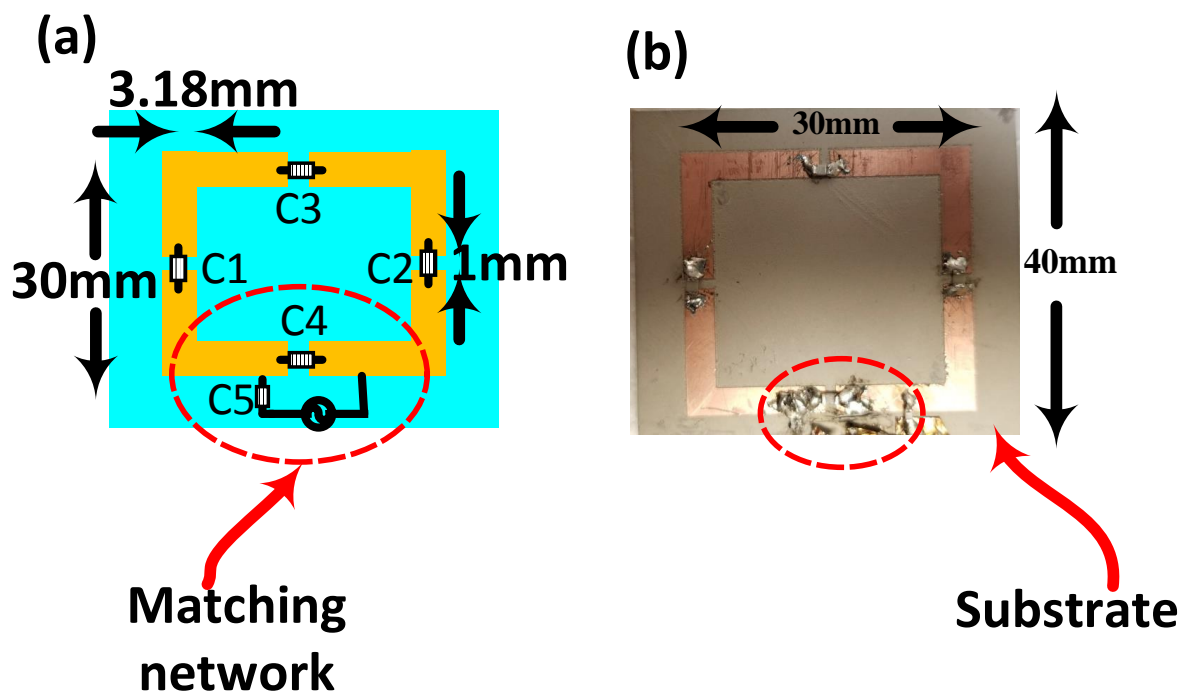 (a)
3.18mm
C3
C1
C2
1mm
30mm
C4
C5
Matching
network
(b)
30mm
40mm
Substrate